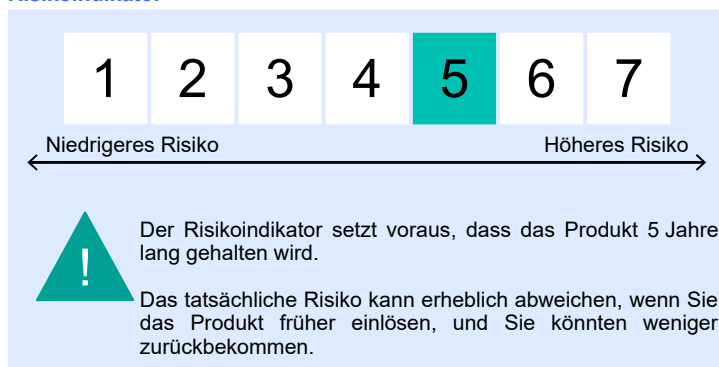 Risikoindikator
1 2 3 4 5 6 7
Niedrigeres Risiko Höheres Risiko
!
Der Risikoindikator setzt voraus, dass das Produkt 5 Jahre
lang gehalten wird.
Das tatsächliche Risiko kann erheblich abweichen, wenn Sie
das Produkt früher einlösen, und Sie könnten weniger
zurückbekommen.